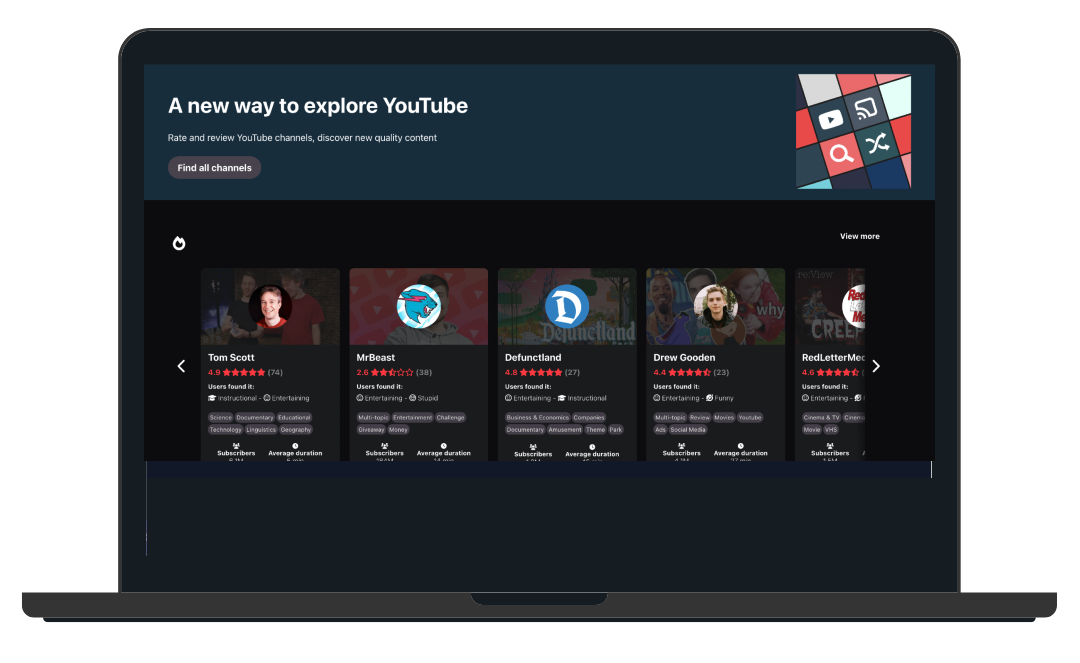 A new way to explore YouTube
Rate and review YouTube channels, discover new quality content
Find all channels
View more
Tom Scott
4.9 (74)
Users found it:
Instructional - Entertaining
Science Documentary Educational
Technology Linguistics Geography
Subscribers Average duration
MrBeast
2.6 (38)
Users found it:
Entertaining - Stupid
Multi-topic Entertainment Challenge
Giveaway Money
Subscribers Average duration
Defunctland
Defunctland
4.8 (27)
Users found it:
Entertaining - Instructional
Business & Economics Companies
Documentary Amusement Theme Park
Subscribers Average duration
why
Drew Gooden
4.4 (23)
Users found it:
Entertaining - Funny
Multi-topic Review Movies Youtube
Ads Social Media
Subscribers Average duration
re:View
CREEP
RedLetterMed
4.6 (
Users found it:
Entertaining -
Cinema & TV Cinem
Movie VHS
Subscribers